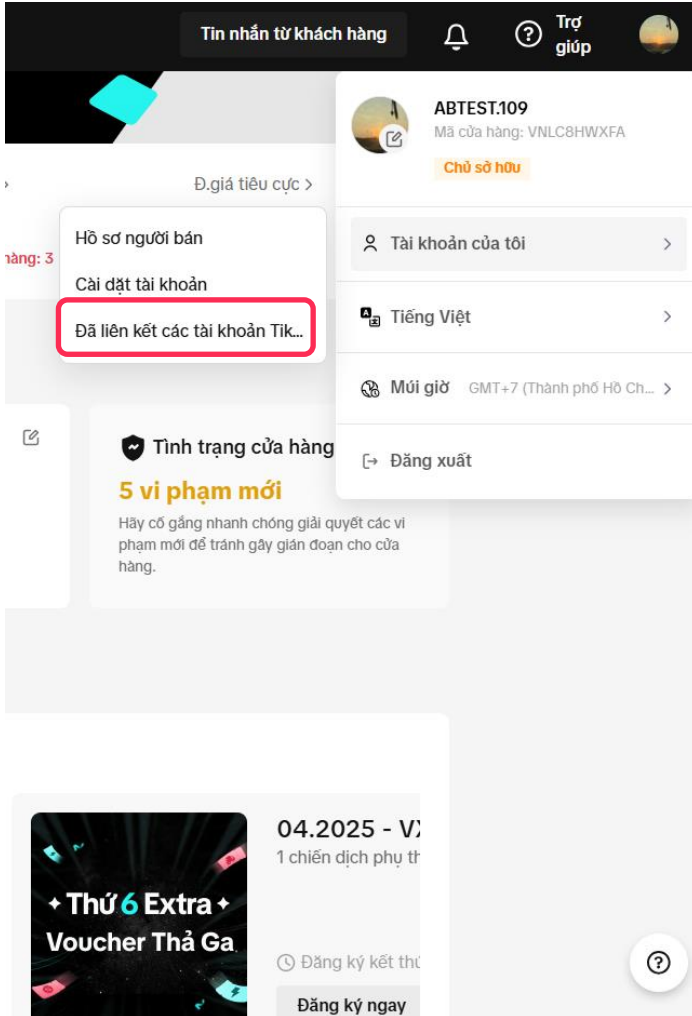 Tin nhắn từ khách hàng
Trợ
giúp
ABTEST.109
Mã cửa hàng: VNLC8HWXFA
Chủ sở hữu
Đ.giá tiêu cực >
hàng: 3
Hồ sơ người bán
Cài dặt tài khoản
Đã liên kết các tài khoản Tik...
Tài khoản của tôi
Tiếng Việt
Múi giờ GMT+7 (Thành phố Hồ Ch...
Đăng xuất
Tình trạng cửa hàng
5 vi phạm mới
Hãy cố gắng nhanh chóng giải quyết các vi
phạm mới để tránh gây gián đoạn cho cửa
hàng.
Thứ 6 Extra
Voucher Thả Ga
04.2025 - VX
1 chiến dịch phụ th
Đăng ký kết thú
Đăng ký ngay